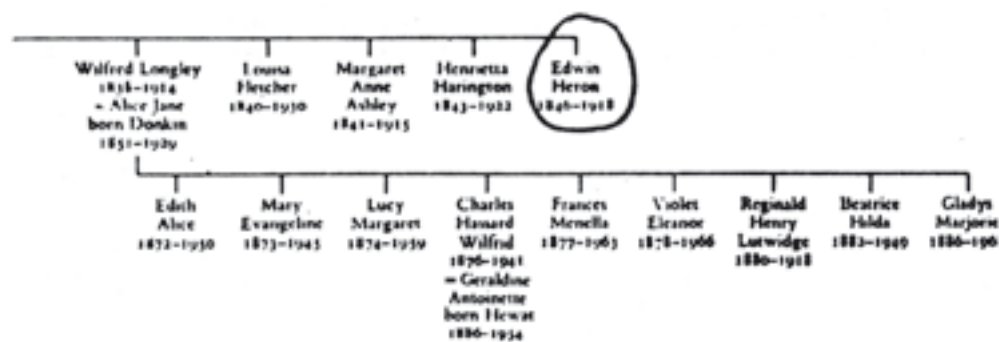 Wilfred Longley
1838–1914
= Alice Jane
born Donkin
1851–1929
Louisa
Fletcher
1840–1930
Margaret
Anne
Ashley
1841–1915
Henrietta
Harington
1843–1922
Edwin
Heron
1846–1918
Edith
Alice
1872–1950
Mary
Evangeline
1873–1945
Lucy
Margaret
1874–1959
Charles
Hassard
Wilfrid
1876–1941
= Geraldine
Antoinette
born Hewat
1886–1954
Frances
Menella
1877–1963
Violet
Eleanor
1878–1966
Reginald
Henry
Lutwidge
1880–1918
Beatrice
Hilda
1882–1949
Gladys
Marjorie